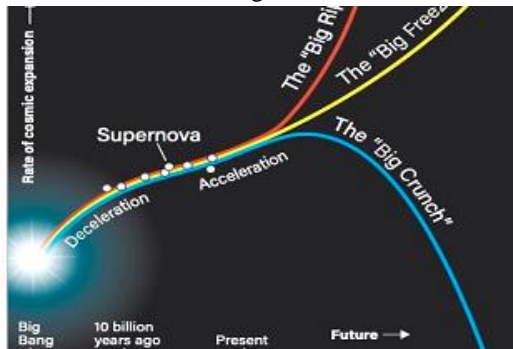 Rate of cosmic expansion
The "Big Rip
The "Big Freez
The "Big Crunch"
Supernova
Acceleration
Deceleration
Big
Bang
10 billion
years ago
Present
Future